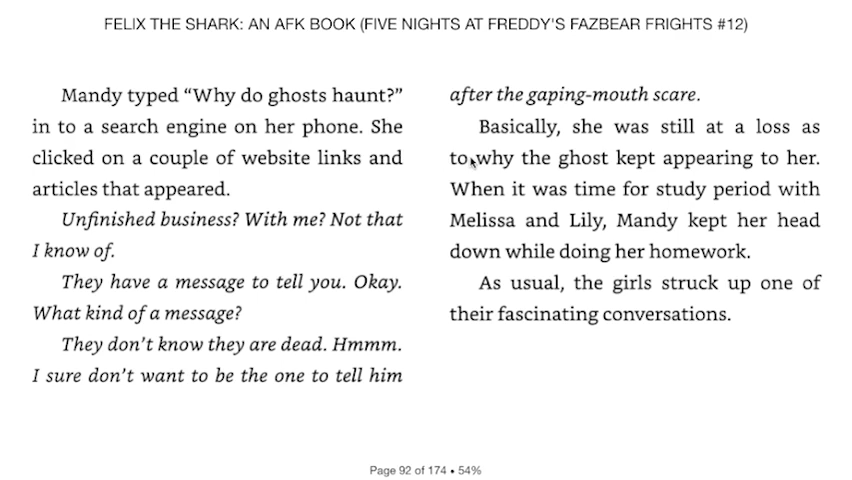 FELIX THE SHARK: AN AFK BOOK (FIVE NIGHTS AT FREDDY'S FAZBEAR FRIGHTS #12)
Mandy typed “Why do ghosts haunt?”
in to a search engine on her phone. She
clicked on a couple of website links and
articles that appeared.
Unfinished business? With me? Not that
I know of.
They have a message to tell you. Okay.
What kind of a message?
They don’t know they are dead. Hmmm.
I sure don’t want to be the one to tell him
after the gaping-mouth scare.
Basically, she was still at a loss as
to why the ghost kept appearing to her.
When it was time for study period with
Melissa and Lily, Mandy kept her head
down while doing her homework.
As usual, the girls struck up one of
their fascinating conversations.
Page 92 of 174 • 54%